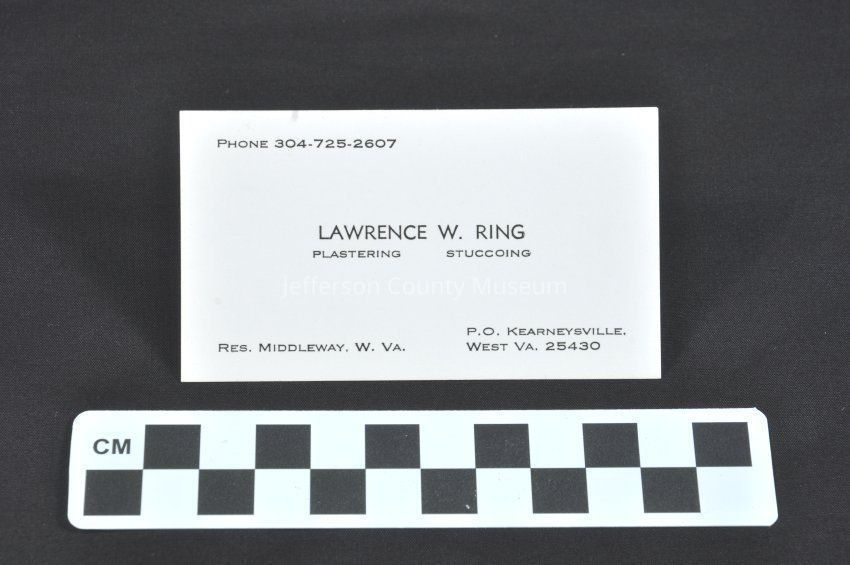 PHONE 304-725-2607
LAWRENCE W. RING
PLASTERING STUCCOING
Jefferson County Museum
RES. MIDDLEWAY, W. VA.
P.O. KEARNEYSVILLE,
WEST VA. 25430
CM